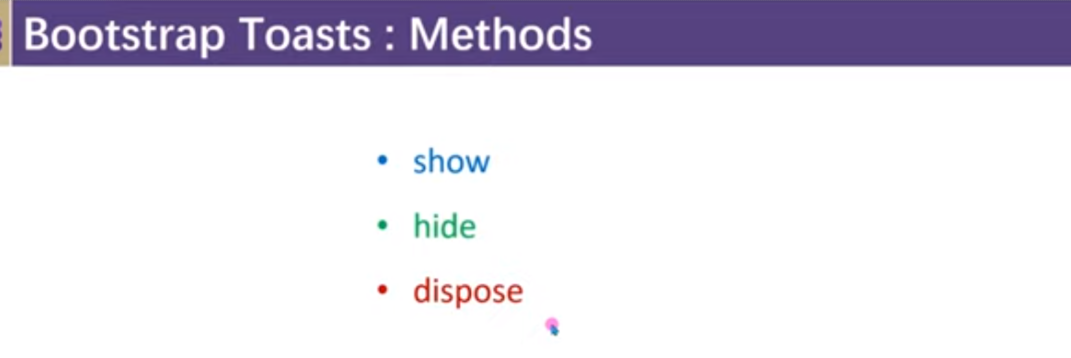 Bootstrap Toasts : Methods
• show
• hide
• dispose